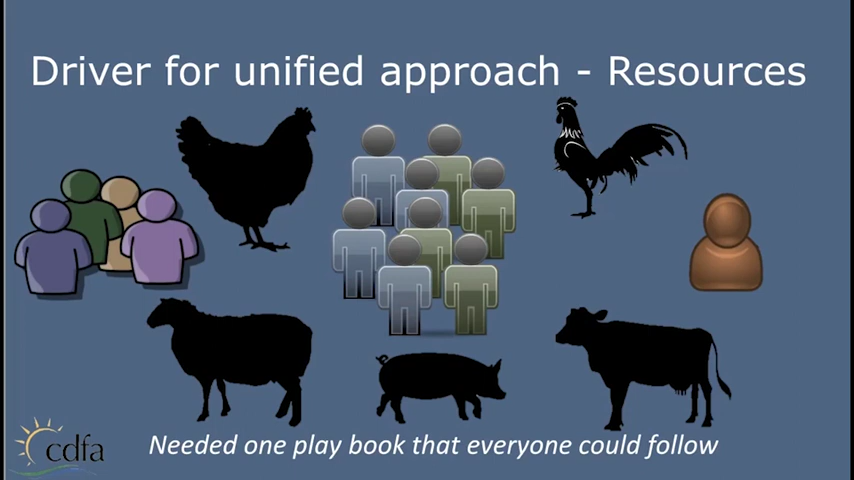 Driver for unified approach - Resources
cdfa
Needed one play book that everyone could follow